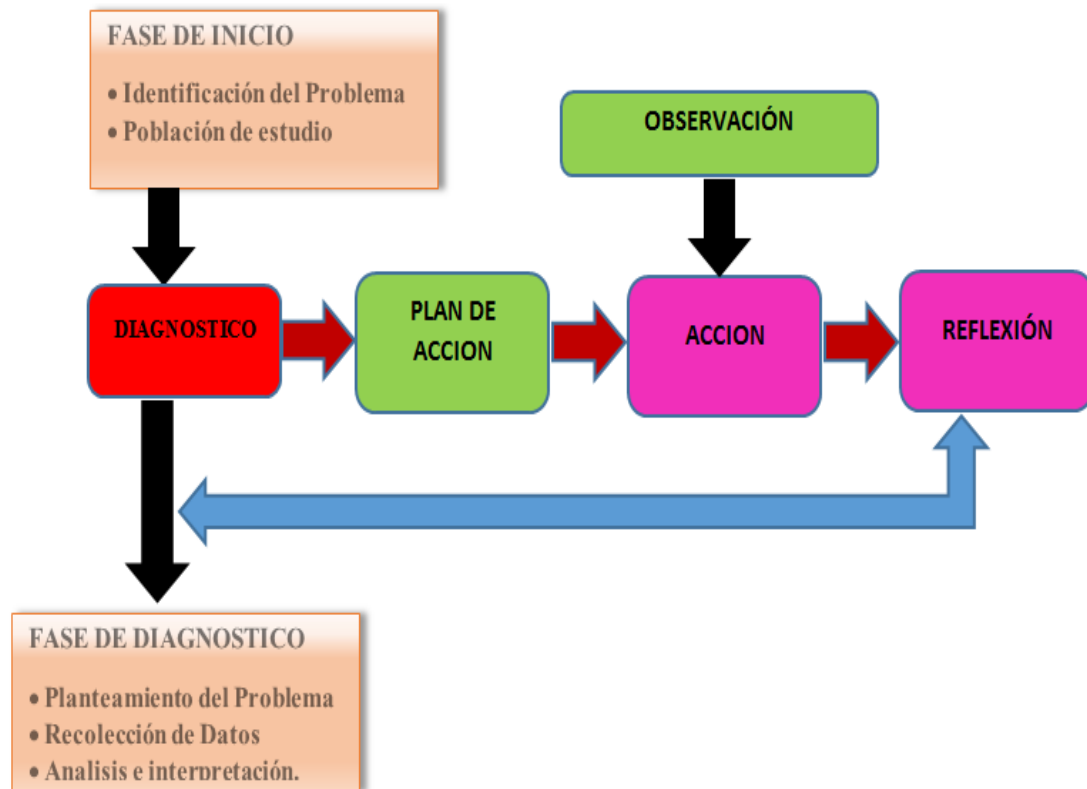 FASE DE INICIO
• Identificación del Problema
• Población de estudio
OBSERVACIÓN
DIAGNOSTICO
PLAN DE
ACCION
ACCION
REFLEXIÓN
FASE DE DIAGNOSTICO
• Planteamiento del Problema
• Recolección de Datos
• Analisis e interpretación.